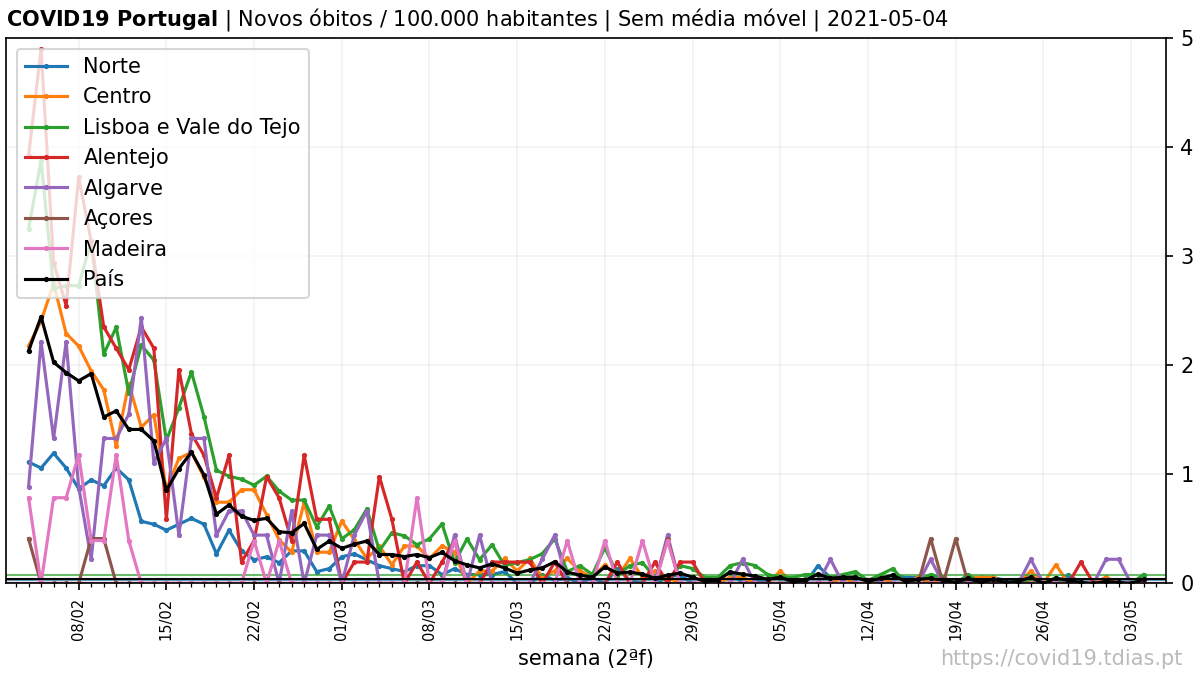 COVID19 Portugal | Novos óbitos / 100.000 habitantes | Sem média móvel | 2021-05-04
Norte
Centro
Lisboa e Vale do Tejo
Alentejo
Algarve
Açores
Madeira
País
5
4
3
2
1
0
08/02
15/02
22/02
01/03
08/03
15/03
22/03
29/03
05/04
12/04
19/04
26/04
03/05
semana (2ªf)
https://covid19.tdias.pt